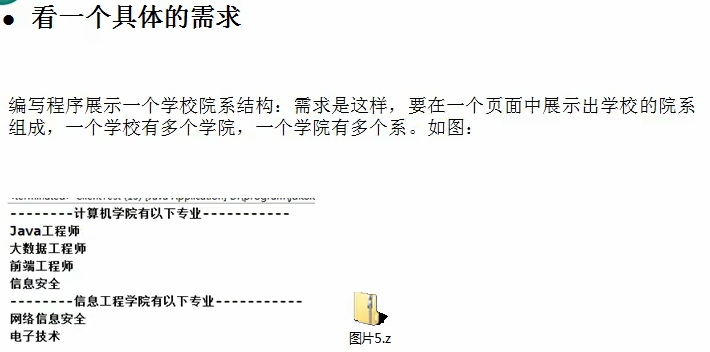 ● 看一个具体的需求
编写程序展示一个学校院系结构：需求是这样，要在一个页面中展示出学校的院系
组成，一个学校有多个学院，一个学院有多个系。如图：
--------计算机学院有以下专业-----------
Java工程师
大数据工程师
前端工程师
信息安全
--------信息工程学院有以下专业-----------
网络信息安全
电子技术
图片5.z